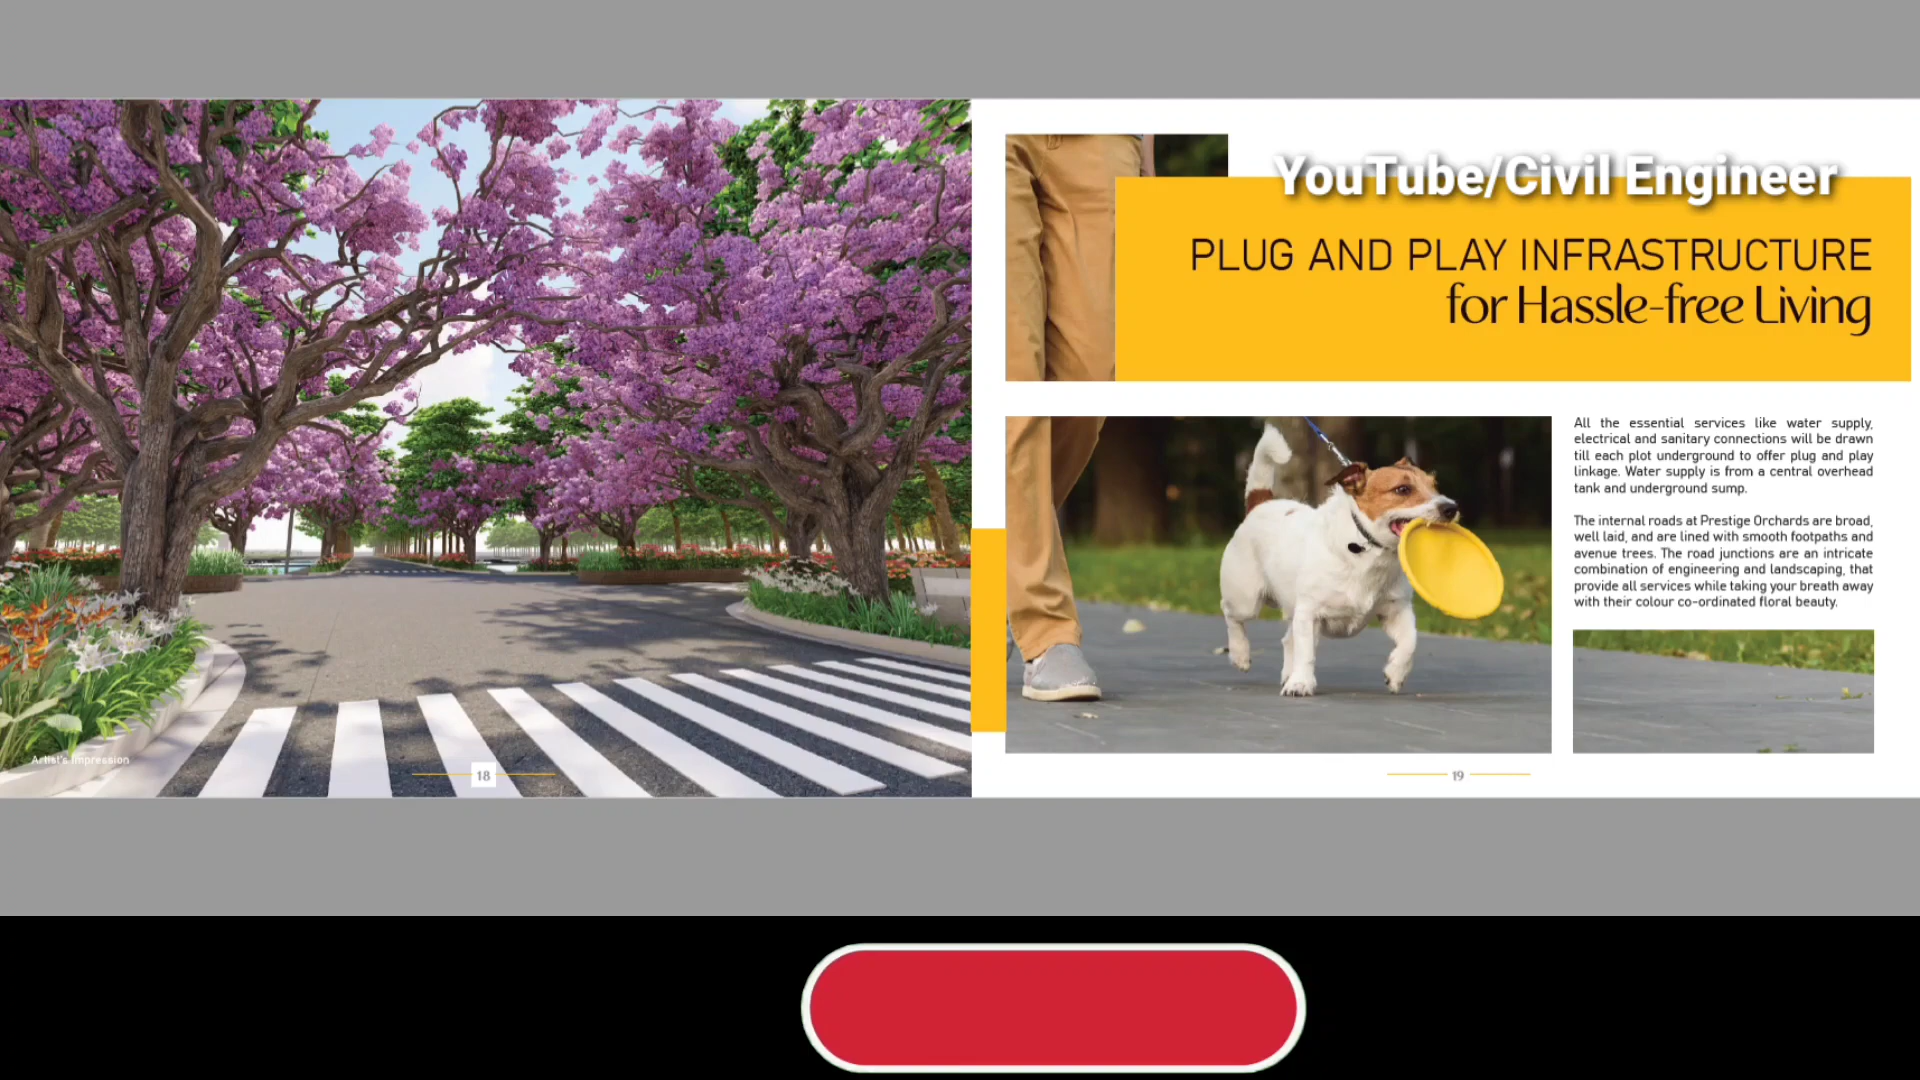 Artist's Impression
18
YouTube/Civil Engineer
PLUG AND PLAY INFRASTRUCTURE
for Hassle-free Living
All the essential services like water supply,
electrical and sanitary connections will be drawn
till each plot underground to offer plug and play
linkage. Water supply is from a central overhead
tank and underground sump.
The internal roads at Prestige Orchards are broad,
well laid, and are lined with smooth footpaths and
avenue trees. The road junctions are an intricate
combination of engineering and landscaping, that
provide all services while taking your breath away
with their colour co-ordinated floral beauty.
19